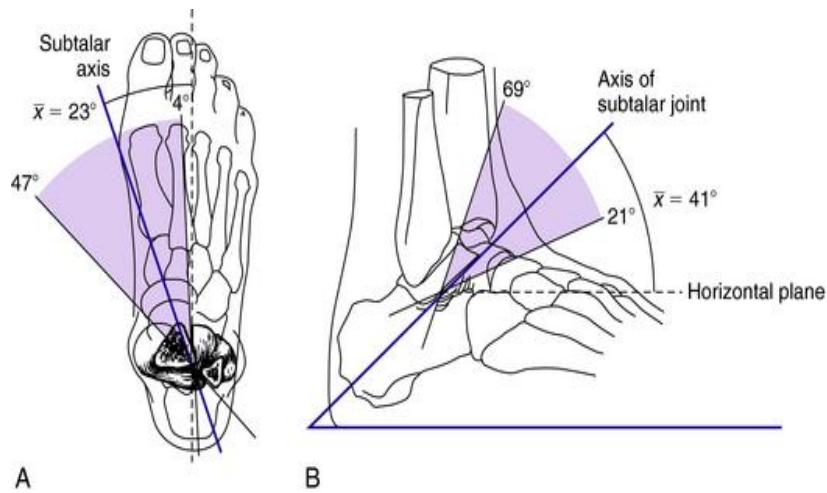 Subtalar
axis
x̄ = 23°
4°
47°
A
69°
Axis of
subtalar joint
x̄ = 41°
21°
Horizontal plane
B